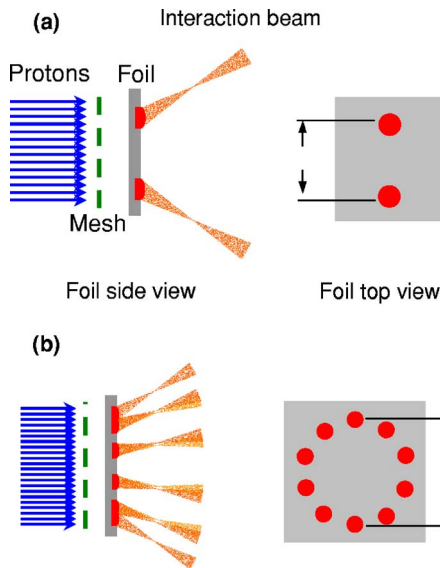 Interaction beam
(a)
Protons
Foil
Mesh
Foil side view
Foil top view
(b)